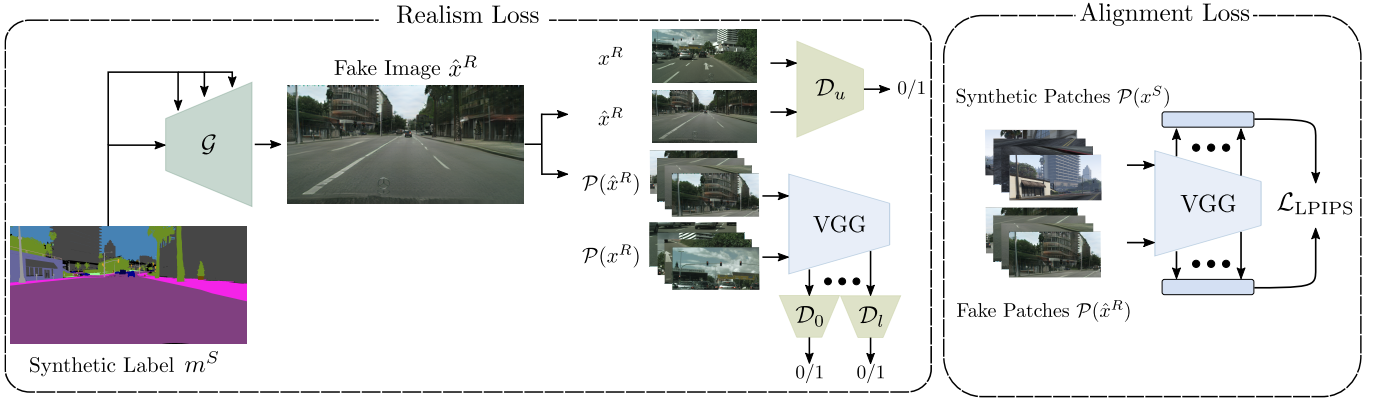 Realism Loss
Fake Image x̂^R
𝒢
Synthetic Label m^S
x^R
x̂^R
𝒫(x̂^R)
𝒫(x^R)
𝒟_u
0/1
VGG
𝒟_0
𝒟_l
0/1
0/1
Alignment Loss
Synthetic Patches 𝒫(x^S)
VGG
ℒ_LPIPS
Fake Patches 𝒫(x̂^R)